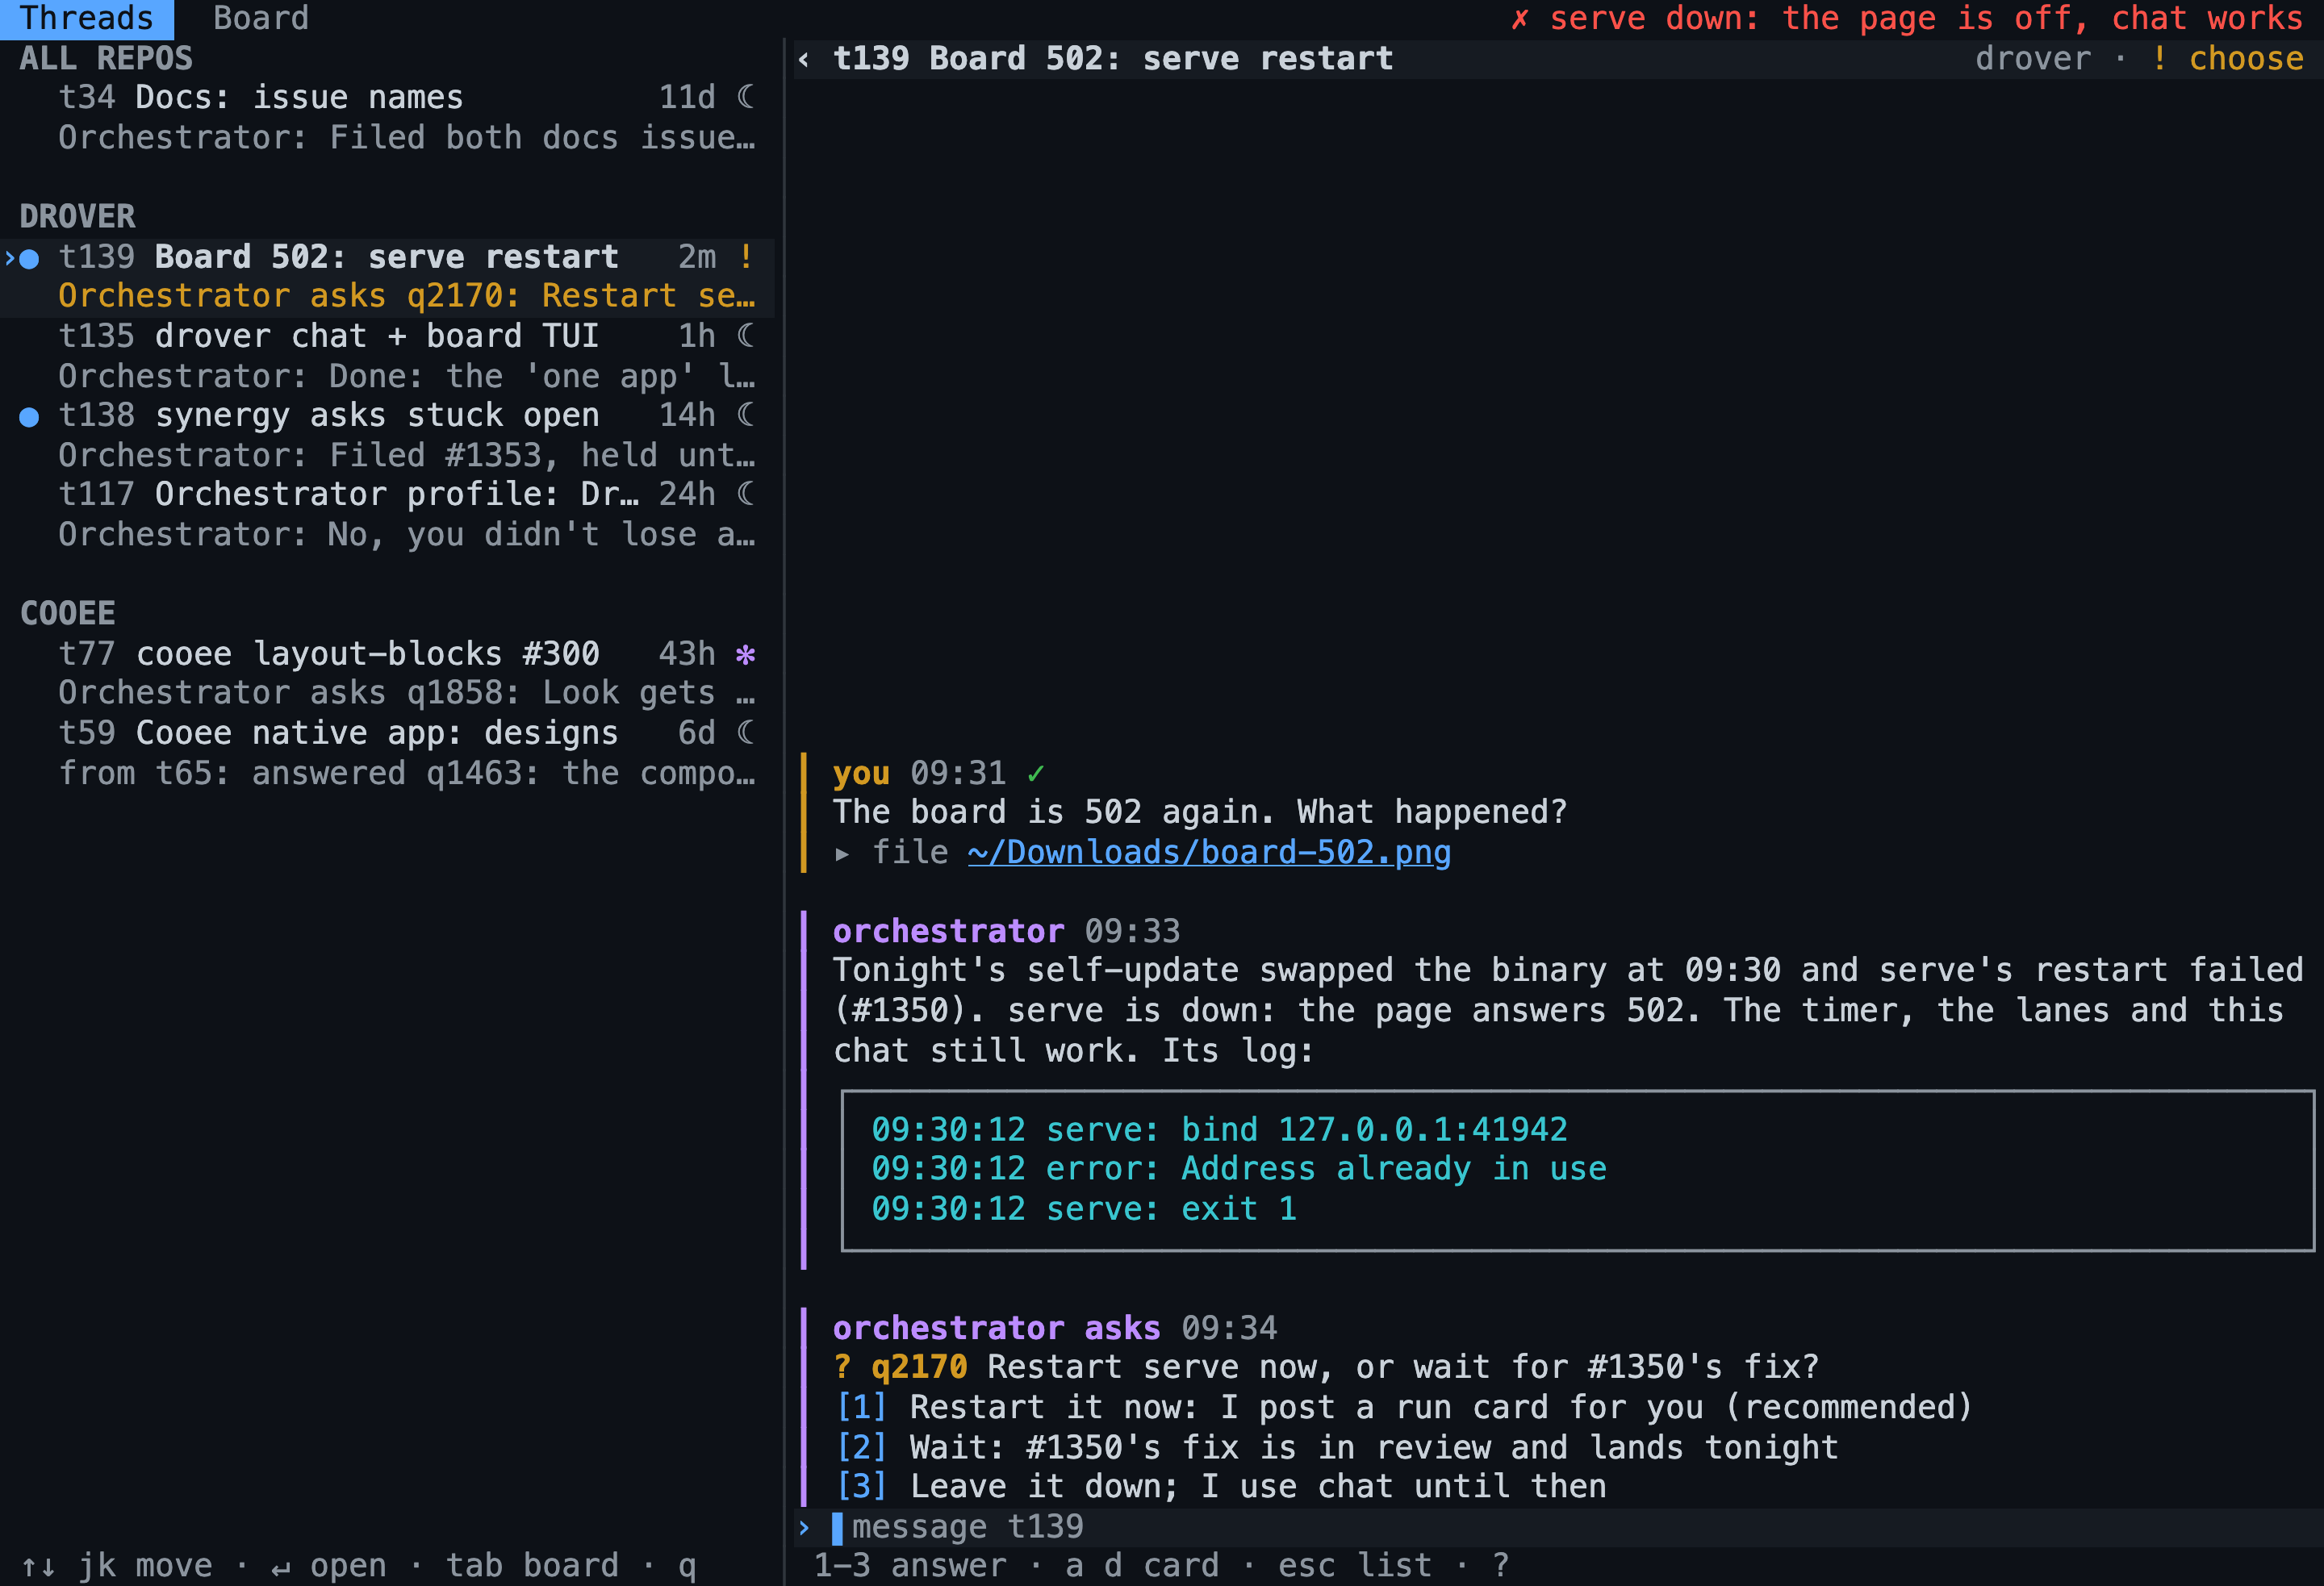 Threads Board ✗ serve down: the page is off, chat works
ALL REPOS
t34 Docs: issue names 11d ☾
Orchestrator: Filed both docs issue…
DROVER
›● t139 Board 502: serve restart 2m !
Orchestrator asks q2170: Restart se…
t135 drover chat + board TUI 1h ☾
Orchestrator: Done: the 'one app' l…
● t138 synergy asks stuck open 14h ☾
Orchestrator: Filed #1353, held unt…
t117 Orchestrator profile: Dr… 24h ☾
Orchestrator: No, you didn't lose a…
COOEE
t77 cooee layout-blocks #300 43h ✻
Orchestrator asks q1858: Look gets …
t59 Cooee native app: designs 6d ☾
from t65: answered q1463: the compo…
↑↓ jk move · ↵ open · tab board · q
‹ t139 Board 502: serve restart drover · ! choose
you 09:31 ✓
The board is 502 again. What happened?
▸ file ~/Downloads/board-502.png
orchestrator 09:33
Tonight's self-update swapped the binary at 09:30 and serve's restart failed
(#1350). serve is down: the page answers 502. The timer, the lanes and this
chat still work. Its log:
09:30:12 serve: bind 127.0.0.1:41942
09:30:12 error: Address already in use
09:30:12 serve: exit 1
orchestrator asks 09:34
? q2170 Restart serve now, or wait for #1350's fix?
[1] Restart it now: I post a run card for you (recommended)
[2] Wait: #1350's fix is in review and lands tonight
[3] Leave it down; I use chat until then
› message t139
1–3 answer · a d card · esc list · ?